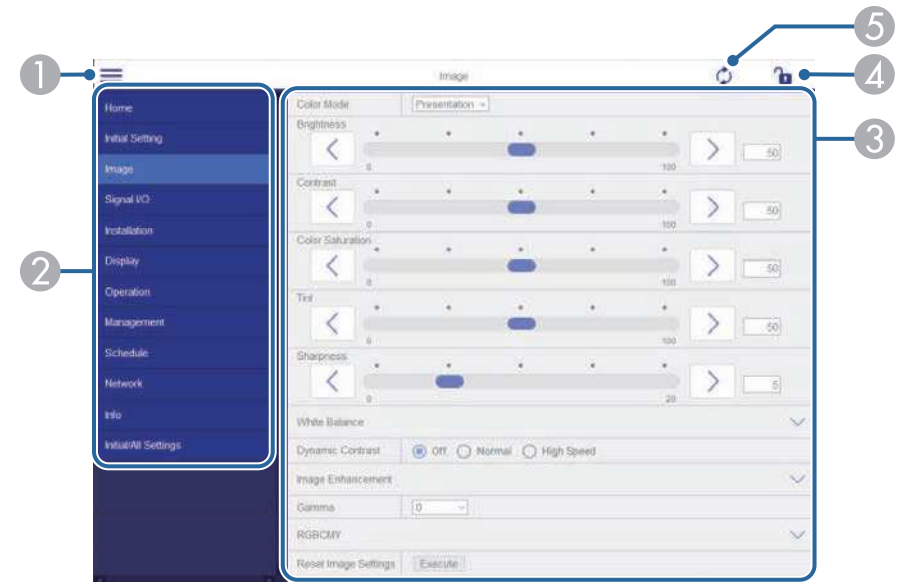 5
1
Image
4
Home
Color Mode
Presentation
Brightness
3
Initial Setting
0
100
50
Image
Contrast
Signal I/O
0
100
50
Installation
Color Saturation
2
Display
0
100
50
Operation
Tint
Management
0
100
50
Schedule
Sharpness
Network
0
20
5
Info
White Balance
Initial/All Settings
Dynamic Contrast
Off
Normal
High Speed
Image Enhancement
Gamma
0
RGBCMY
Reset Image Settings
Execute